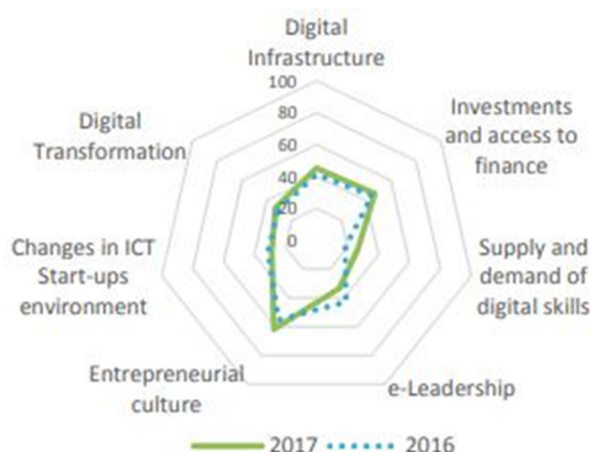 Digital
Infrastructure
100
80
60
40
20
0
Investments
and access to
finance
Supply and
demand of
digital skills
e-Leadership
Entrepreneurial
culture
Changes in ICT
Start-ups
environment
Digital
Transformation
2017 2016